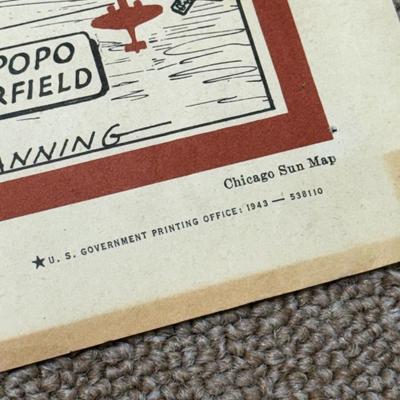 POPO
RFIELD
ANNING
Chicago Sun Map
★ U. S. GOVERNMENT PRINTING OFFICE: 1943 — 538110